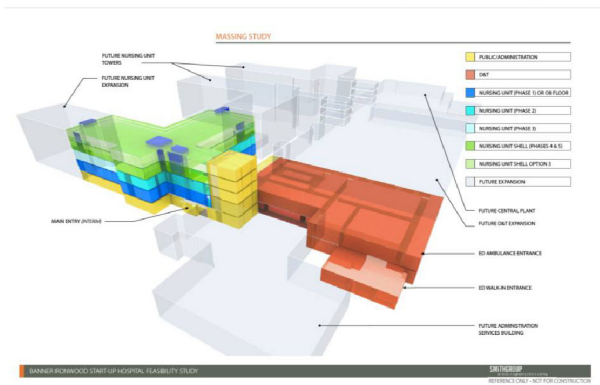 MASSING STUDY
FUTURE NURSING UNIT
TOWERS
FUTURE NURSING UNIT
EXPANSION
PUBLIC/ADMINISTRATION
D&T
NURSING UNIT (PHASE 1) OR OB FLOOR
NURSING UNIT (PHASE 2)
NURSING UNIT (PHASE 3)
NURSING UNIT SHELL (PHASES 4 & 5)
NURSING UNIT SHELL OPTION 3
FUTURE EXPANSION
MAIN ENTRY (INTERIM)
FUTURE CENTRAL PLANT
FUTURE D&T EXPANSION
ED AMBULANCE ENTRANCE
ED WALK-IN ENTRANCE
FUTURE ADMINISTRATION
SERVICES BUILDING
BANNER IRONWOOD START-UP HOSPITAL FEASIBILITY STUDY
SMITHGROUP
REFERENCE ONLY - NOT FOR CONSTRUCTION